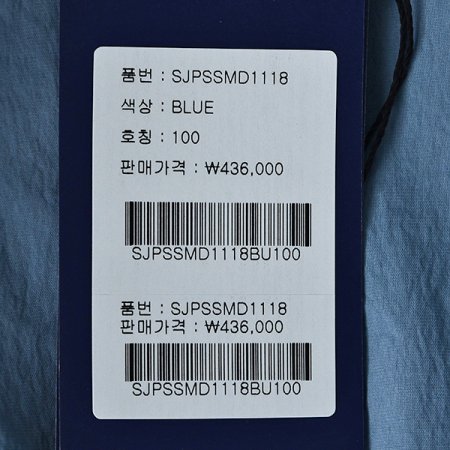 품번 : SJPSSMD1118
색상 : BLUE
호칭 : 100
판매가격 : ₩436,000
SJPSSMD1118BU100
품번 : SJPSSMD1118
판매가격 : ₩436,000
SJPSSMD1118BU100